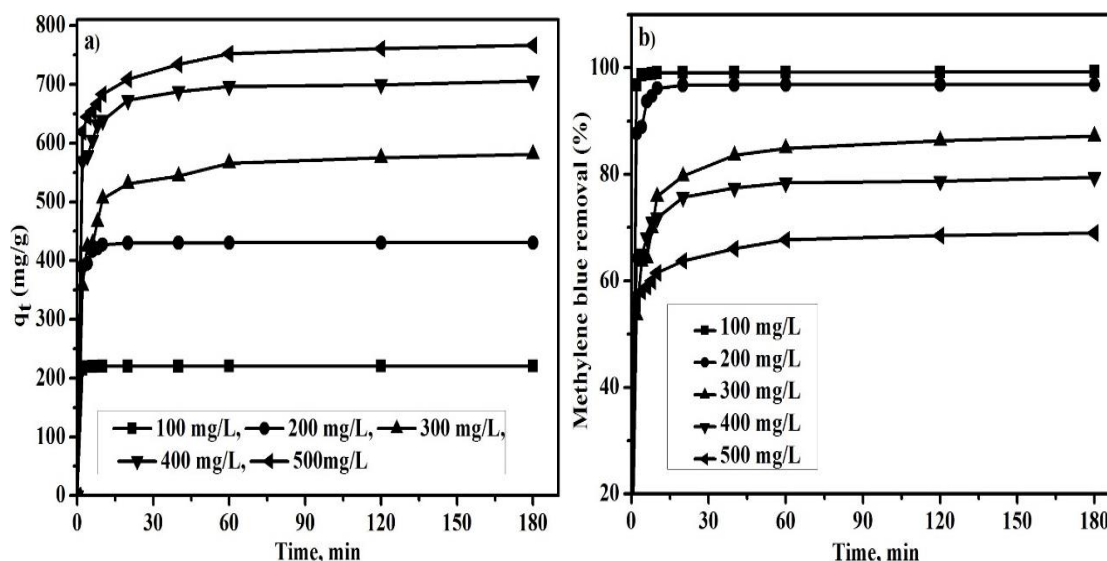 a)
800
700
600
500
400
300
200
100
0
qt (mg/g)
100 mg/L, 200 mg/L, 300 mg/L,
400 mg/L, 500mg/L
0 30 60 90 120 150 180
Time, min
b)
100
80
60
40
20
Methylene blue removal (%)
100 mg/L
200 mg/L
300 mg/L
400 mg/L
500 mg/L
0 30 60 90 120 150 180
Time, min